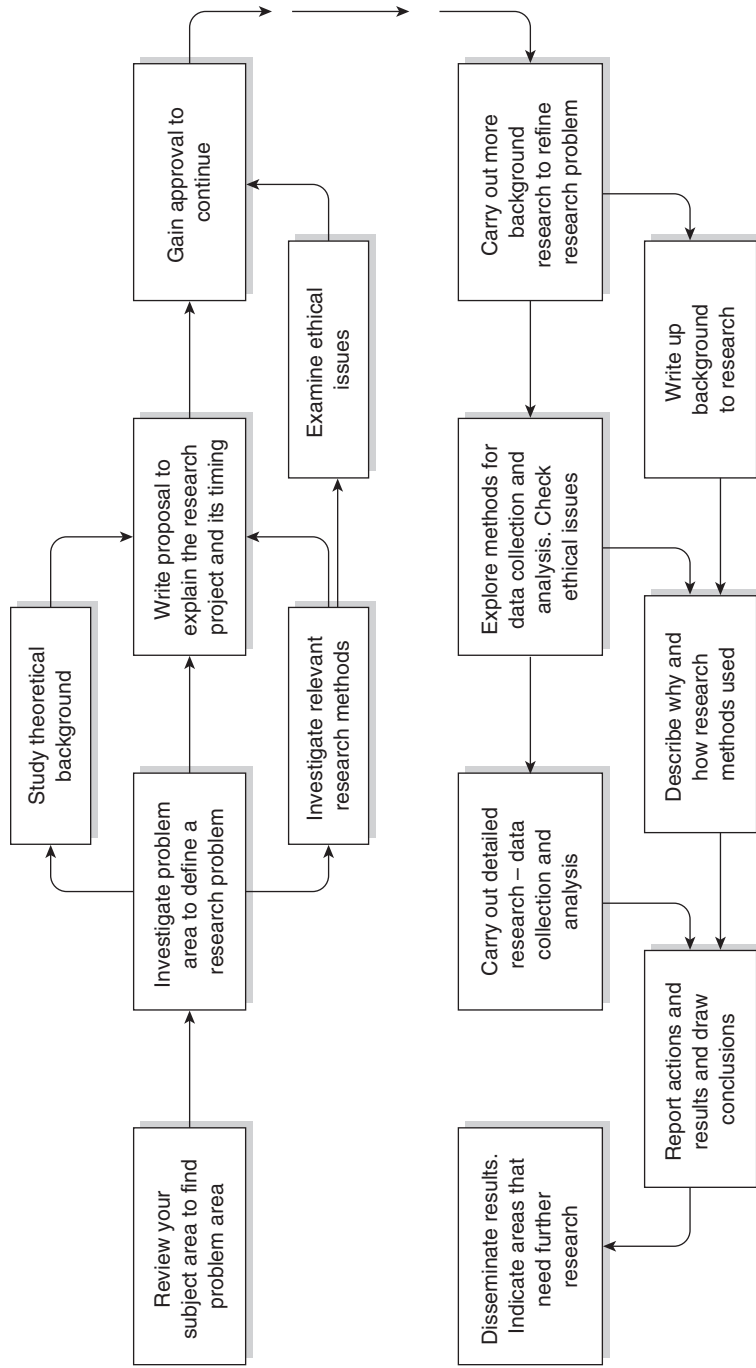 Review your
subject area to find
problem area
Investigate problem
area to define a
research problem
Study theoretical
background
Investigate relevant
research methods
Write proposal to
explain the research
project and its timing
Examine ethical
issues
Gain approval to
continue
Carry out more
background
research to refine
research problem
Write up
background
to research
Explore methods for
data collection and
analysis. Check
ethical issues
Describe why and
how research
methods used
Carry out detailed
research – data
collection and
analysis
Report actions and
results and draw
conclusions
Disseminate results.
Indicate areas that
need further
research